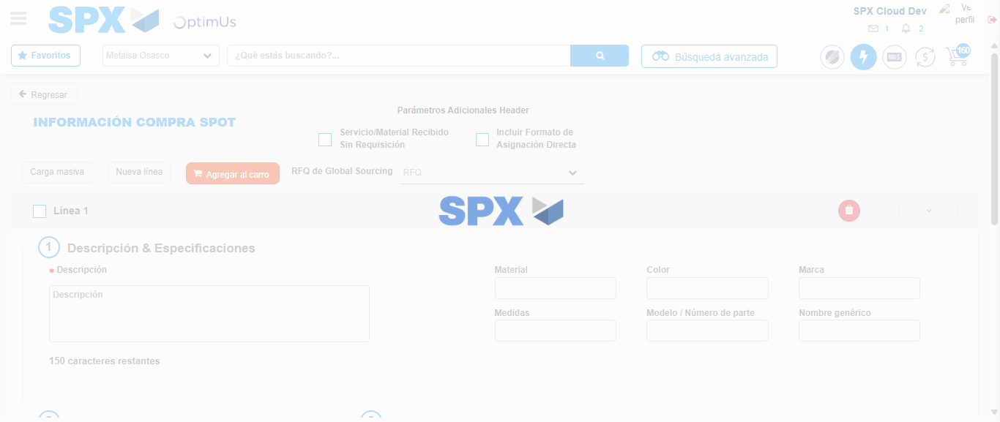 SPX
OptimUs
SPX Cloud Dev
Ve
perfil
1
2
Favoritos
Metalsa Osasco
¿Qué estás buscando?...
Búsqueda avanzada
$
160
Regresar
INFORMACIÓN COMPRA SPOT
Parámetros Adicionales Header
Servicio/Material Recibido
Sin Requisición
Incluir Formato de
Asignación Directa
Carga masiva
Nueva línea
Agregar al carro
RFQ de Global Sourcing
RFQ
Línea 1
SPX
1
Descripción & Especificaciones
* Descripción
Material
Color
Marca
Descripción
Medidas
Modelo / Número de parte
Nombre genérico
150 caracteres restantes